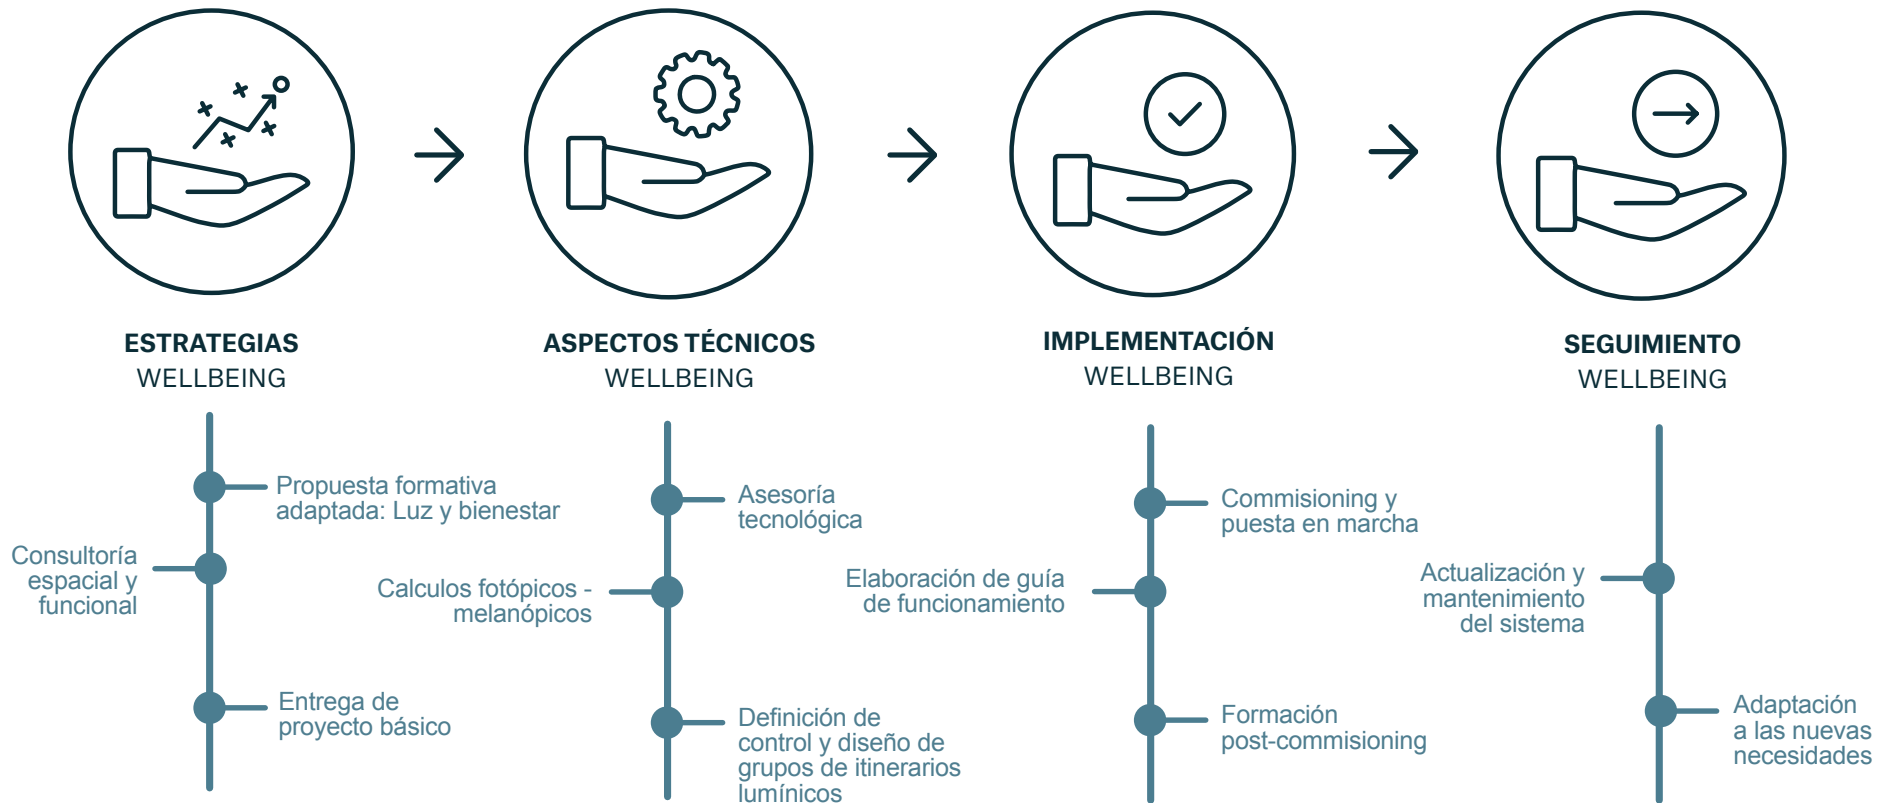 ESTRATEGIAS
WELLBEING
Propuesta formativa
adaptada: Luz y bienestar
Consultoría
espacial y
funcional
Entrega de
proyecto básico
ASPECTOS TÉCNICOS
WELLBEING
Asesoría
tecnológica
Calculos fotópicos -
melanópicos
Definición de
control y diseño de
grupos de itinerarios
lumínicos
IMPLEMENTACIÓN
WELLBEING
Commisioning y
puesta en marcha
Elaboración de guía
de funcionamiento
Formación
post-commisioning
SEGUIMIENTO
WELLBEING
Actualización y
mantenimiento
del sistema
Adaptación
a las nuevas
necesidades